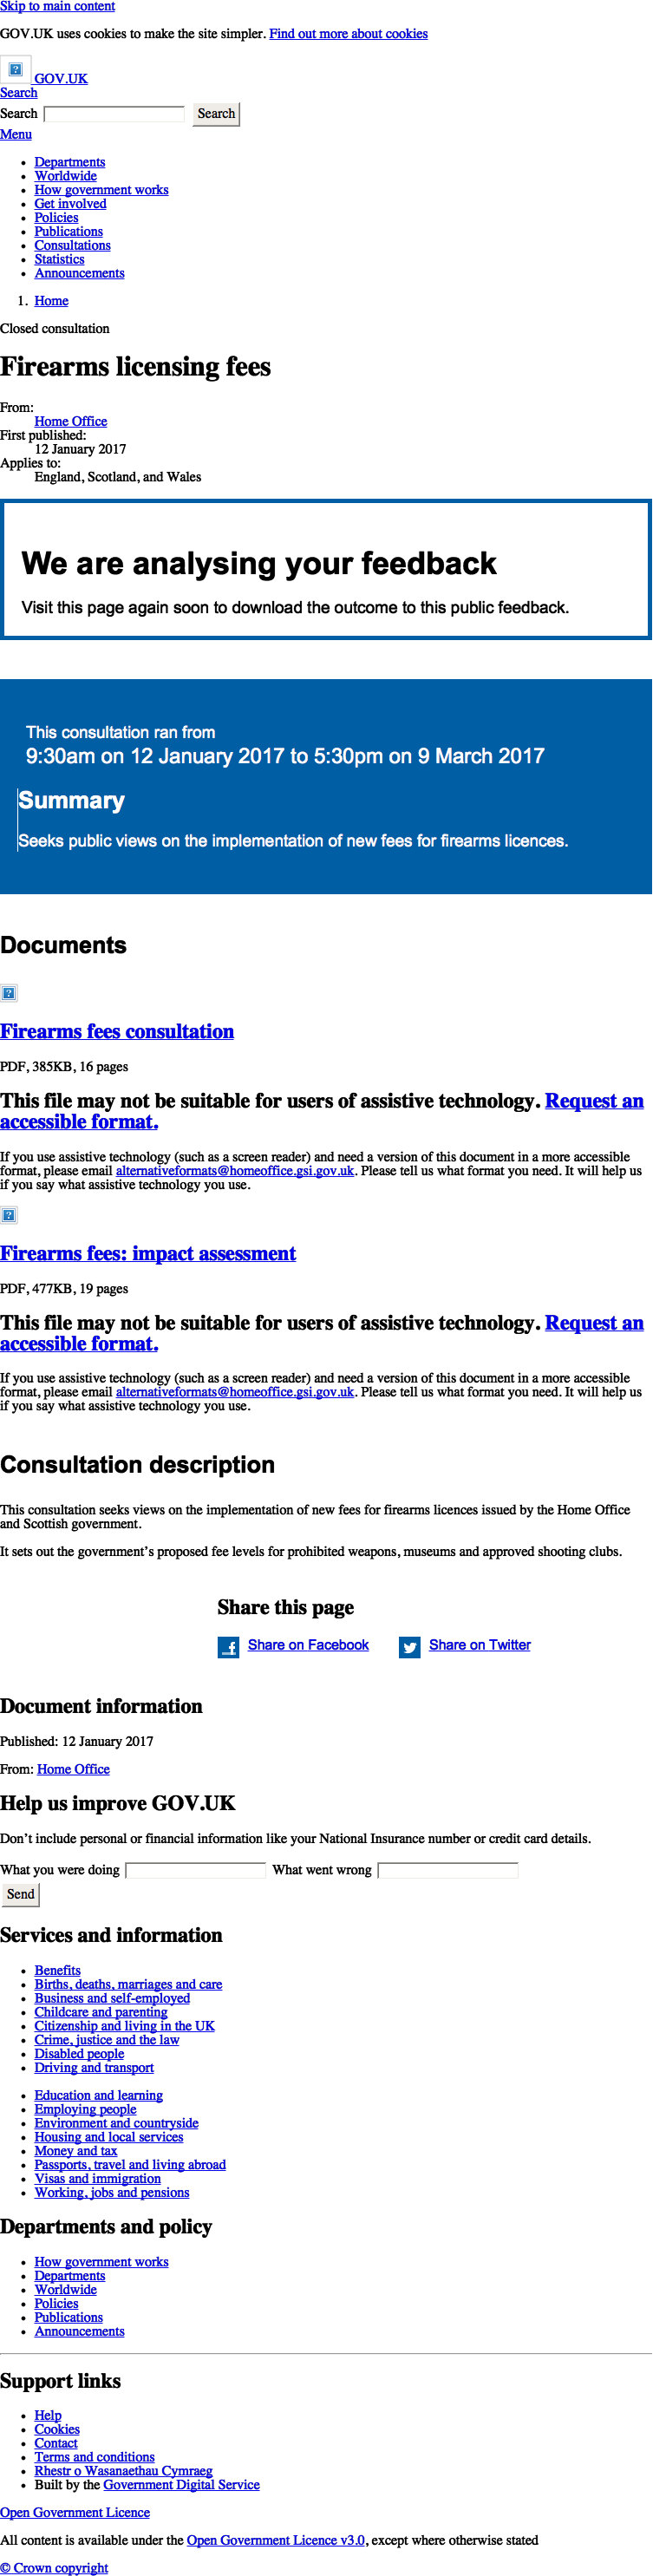 Skip to main content
GOV.UK uses cookies to make the site simpler. Find out more about cookies
GOV.UK
Search
Search Search
Menu
• Departments
• Worldwide
• How government works
• Get involved
• Policies
• Publications
• Consultations
• Statistics
• Announcements
1. Home
Closed consultation
Firearms licensing fees
From:
Home Office
First published:
12 January 2017
Applies to:
England, Scotland, and Wales
We are analysing your feedback
Visit this page again soon to download the outcome to this public feedback.
This consultation ran from
9:30am on 12 January 2017 to 5:30pm on 9 March 2017
Summary
Seeks public views on the implementation of new fees for firearms licences.
Documents
Firearms fees consultation
PDF, 385KB, 16 pages
This file may not be suitable for users of assistive technology. Request an
accessible format.
If you use assistive technology (such as a screen reader) and need a version of this document in a more accessible
format, please email alternativeformats@homeoffice.gsi.gov.uk. Please tell us what format you need. It will help us
if you say what assistive technology you use.
Firearms fees: impact assessment
PDF, 477KB, 19 pages
This file may not be suitable for users of assistive technology. Request an
accessible format.
If you use assistive technology (such as a screen reader) and need a version of this document in a more accessible
format, please email alternativeformats@homeoffice.gsi.gov.uk. Please tell us what format you need. It will help us
if you say what assistive technology you use.
Consultation description
This consultation seeks views on the implementation of new fees for firearms licences issued by the Home Office
and Scottish government.
It sets out the government's proposed fee levels for prohibited weapons, museums and approved shooting clubs.
Share this page
Share on Facebook Share on Twitter
Document information
Published: 12 January 2017
From: Home Office
Help us improve GOV.UK
Don't include personal or financial information like your National Insurance number or credit card details.
What you were doing What went wrong
Send
Services and information
• Benefits
• Births, deaths, marriages and care
• Business and self-employed
• Childcare and parenting
• Citizenship and living in the UK
• Crime, justice and the law
• Disabled people
• Driving and transport
• Education and learning
• Employing people
• Environment and countryside
• Housing and local services
• Money and tax
• Passports, travel and living abroad
• Visas and immigration
• Working, jobs and pensions
Departments and policy
• How government works
• Departments
• Worldwide
• Policies
• Publications
• Announcements
Support links
• Help
• Cookies
• Contact
• Terms and conditions
• Rhestr o Wasanaethau Cymraeg
• Built by the Government Digital Service
Open Government Licence
All content is available under the Open Government Licence v3.0, except where otherwise stated
© Crown copyright